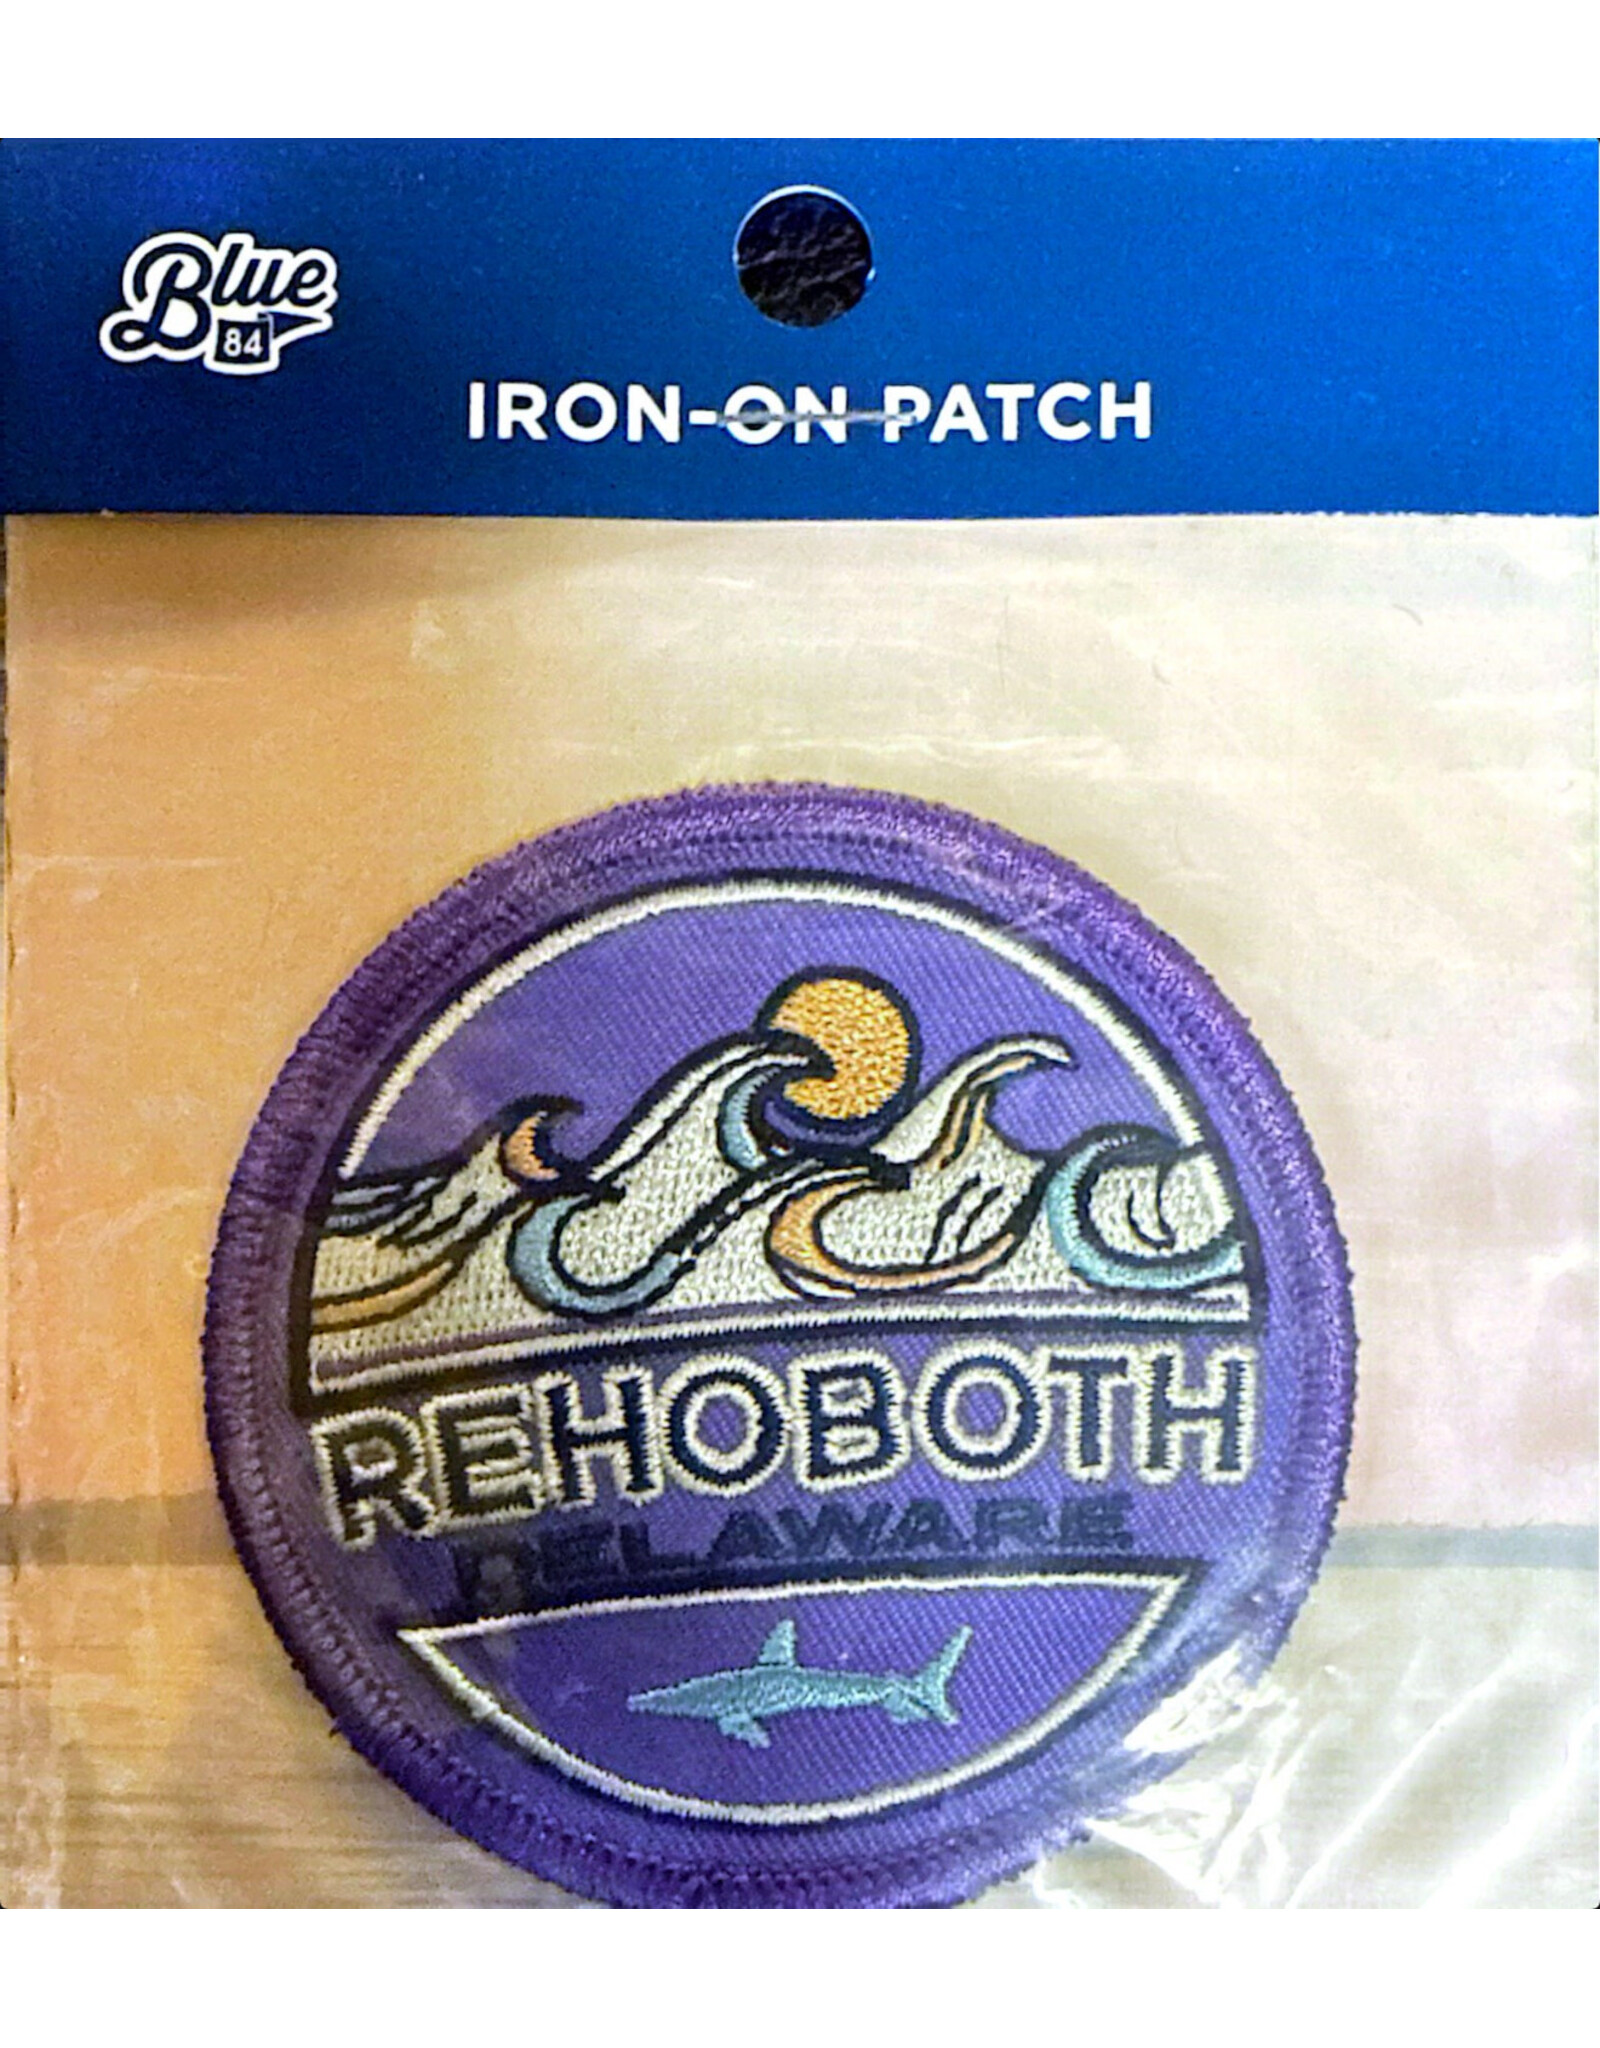 Blue
84
IRON-ON PATCH
REHOBOTH
DELAWARE